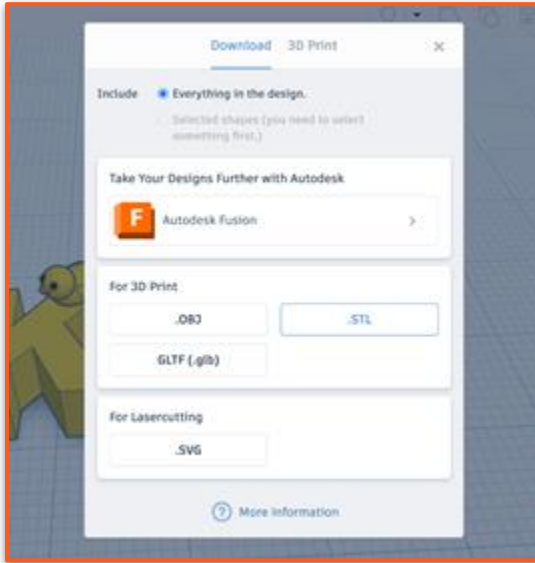 Download 3D Print
Include Everything in the design.
Selected shapes (you need to select
something first.)
Take Your Designs Further with Autodesk
F Autodesk Fusion
For 3D Print
.OBJ .STL
GLTF (.glb)
For Lasercutting
.SVG
? More information